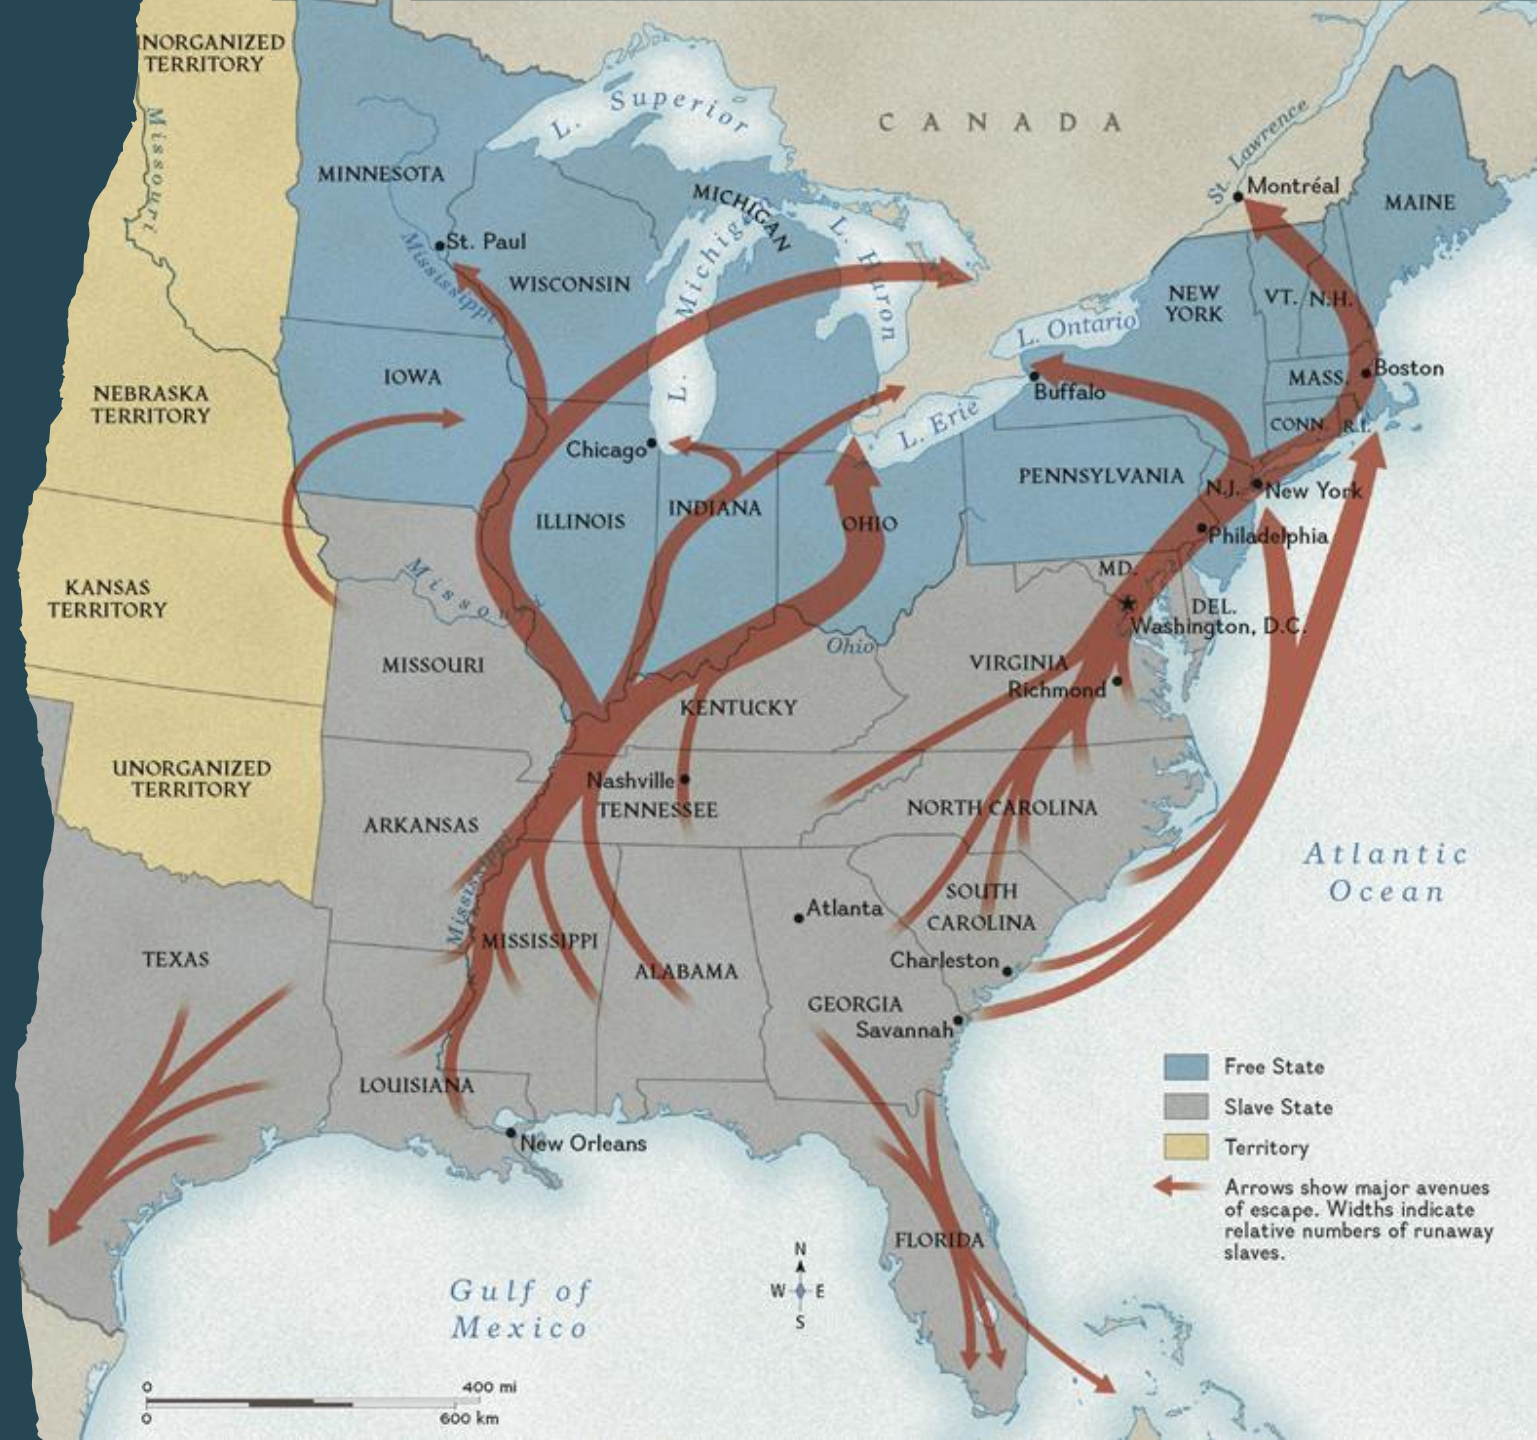 INORGANIZED
TERRITORY
Missouri
MINNESOTA
St. Paul
Mississippi
WISCONSIN
L. Superior
MICHIGAN
L. Michigan
L. Huron
CANADA
St. Lawrence
Montréal
MAINE
NEW
YORK
VT.
N.H.
L. Ontario
MASS.
Boston
Buffalo
CONN.
R.I.
L. Erie
IOWA
NEBRASKA
TERRITORY
Chicago
ILLINOIS
INDIANA
OHIO
PENNSYLVANIA
N.J.
New York
Philadelphia
MD.
DEL.
Washington, D.C.
KANSAS
TERRITORY
Missouri
MISSOURI
Ohio
VIRGINIA
Richmond
KENTUCKY
UNORGANIZED
TERRITORY
Nashville
TENNESSEE
NORTH CAROLINA
ARKANSAS
Mississippi
SOUTH
CAROLINA
Atlanta
Charleston
Atlantic
Ocean
TEXAS
MISSISSIPPI
ALABAMA
GEORGIA
Savannah
LOUISIANA
New Orleans
FLORIDA
Gulf of
Mexico
N
W E
S
Free State
Slave State
Territory
Arrows show major avenues
of escape. Widths indicate
relative numbers of runaway
slaves.
0 400 mi
0 600 km